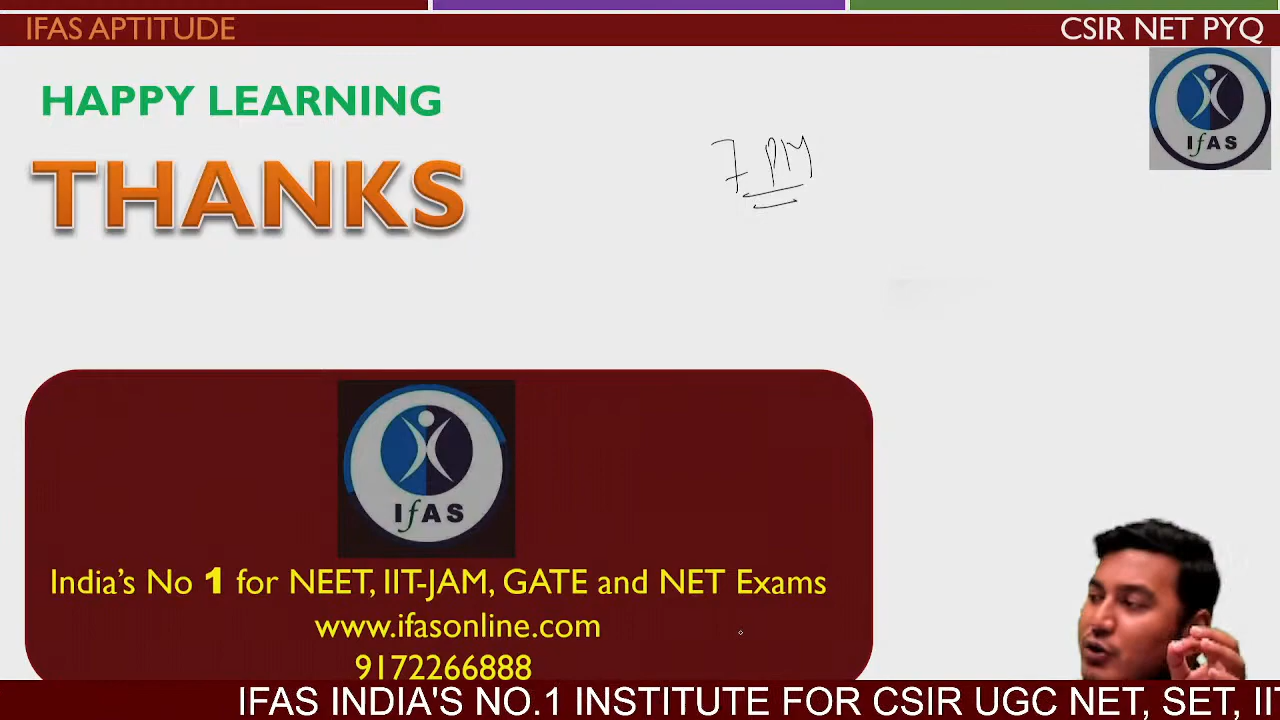 IFAS APTITUDE
CSIR NET PYQ
IfAS
HAPPY LEARNING
THANKS
7 PM
IfAS
India's No 1 for NEET, IIT-JAM, GATE and NET Exams
www.ifasonline.com
9172266888
IFAS INDIA'S NO.1 INSTITUTE FOR CSIR UGC NET, SET, II